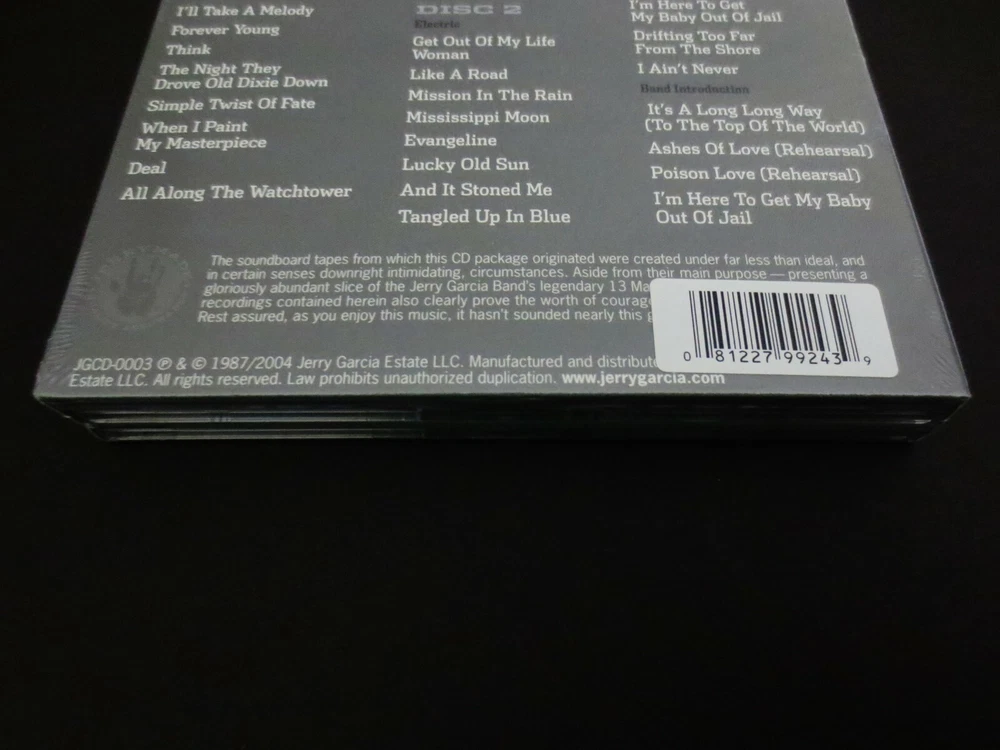 I'll Take A Melody
Forever Young
Think
The Night They
Drove Old Dixie Down
Simple Twist Of Fate
When I Paint
My Masterpiece
Deal
All Along The Watchtower
DISC 2
Electric
Get Out Of My Life
Woman
Like A Road
Mission In The Rain
Mississippi Moon
Evangeline
Lucky Old Sun
And It Stoned Me
Tangled Up In Blue
I'm Here To Get
My Baby Out Of Jail
Drifting Too Far
From The Shore
I Ain't Never
Band Introduction
It's A Long Long Way
(To The Top Of The World)
Ashes Of Love (Rehearsal)
Poison Love (Rehearsal)
I'm Here To Get My Baby
Out Of Jail
The soundboard tapes from which this CD package originated were created under far less than ideal, and
in certain senses downright intimidating, circumstances. Aside from their main purpose — presenting a
gloriously abundant slice of the Jerry Garcia Band's legendary 13 Ma
recordings contained herein also clearly prove the worth of courag
Rest assured, as you enjoy this music, it hasn't sounded nearly this g
0 81227 99243 9
JGCD-0003 ℗ & © 1987/2004 Jerry Garcia Estate LLC. Manufactured and distribute
Estate LLC. All rights reserved. Law prohibits unauthorized duplication. www.jerrygarcia.com